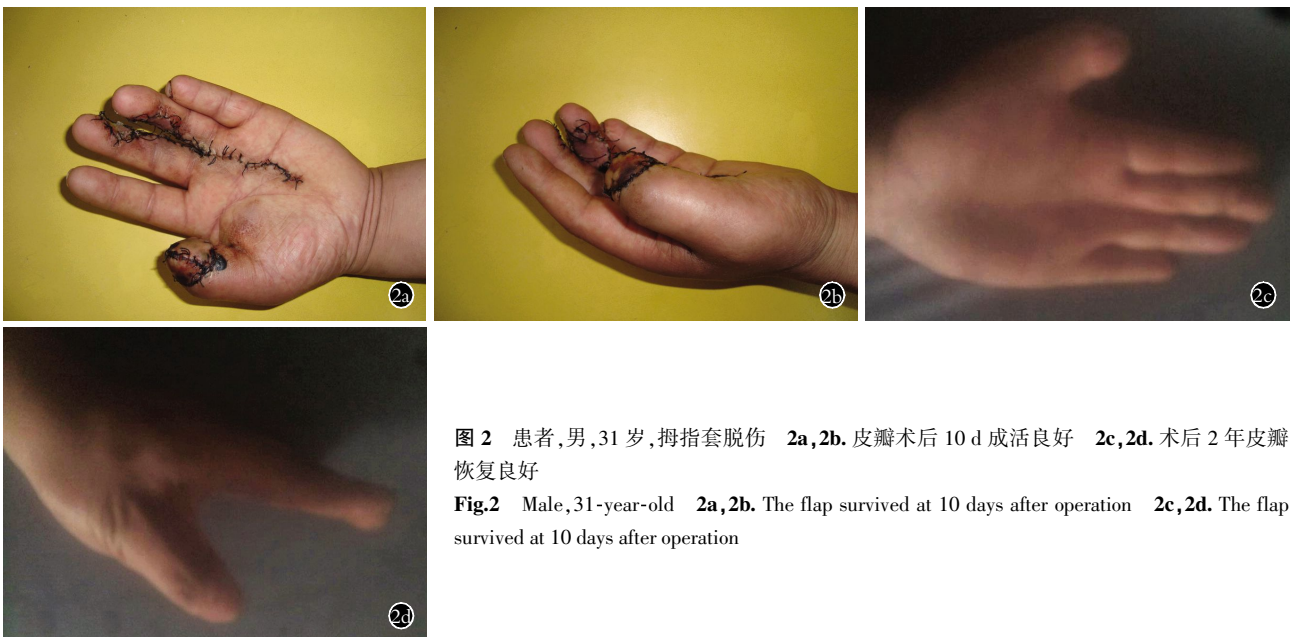 2a
2b
2c
2d
图 2 患者,男,31 岁,拇指套脱伤 2a,2b. 皮瓣术后 10 d 成活良好 2c,2d. 术后 2 年皮瓣
恢复良好
Fig.2 Male,31-year-old 2a,2b. The flap survived at 10 days after operation 2c,2d. The flap
survived at 10 days after operation